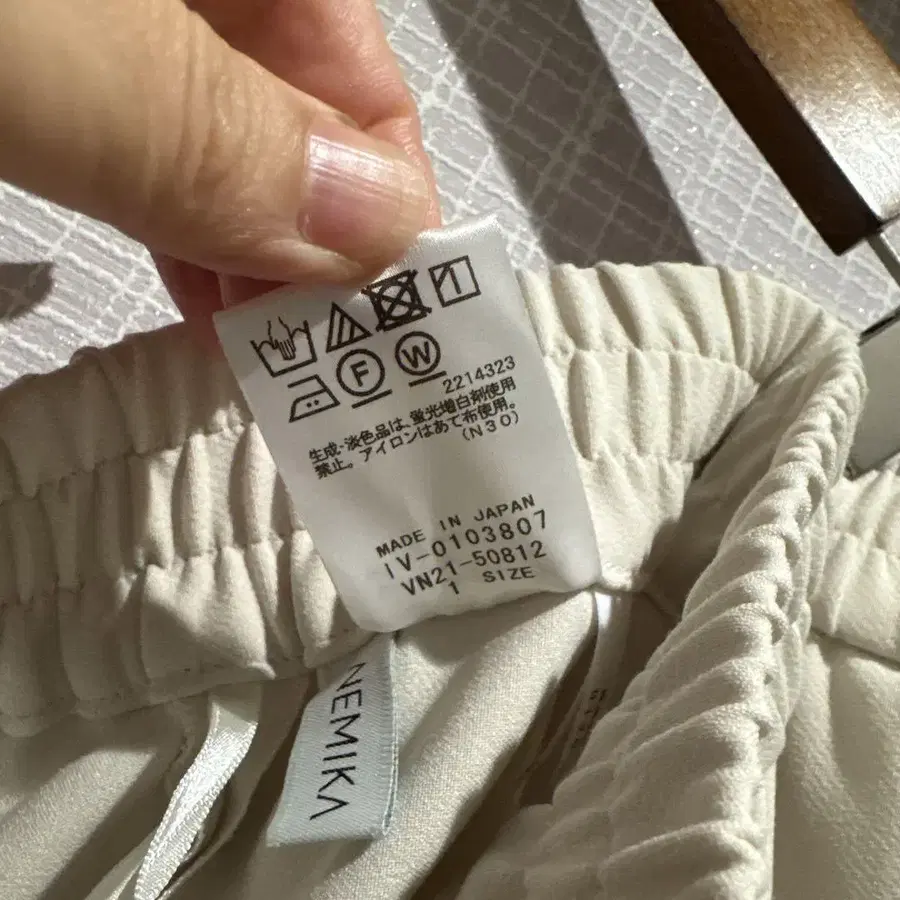 F W
2214323
生成・淡色品は、蛍光増白剤使用
禁止。アイロンはあて布使用。
(N30)
MADE IN JAPAN
IV-0103807
VN21-50812
1 SIZE
NEMIKA